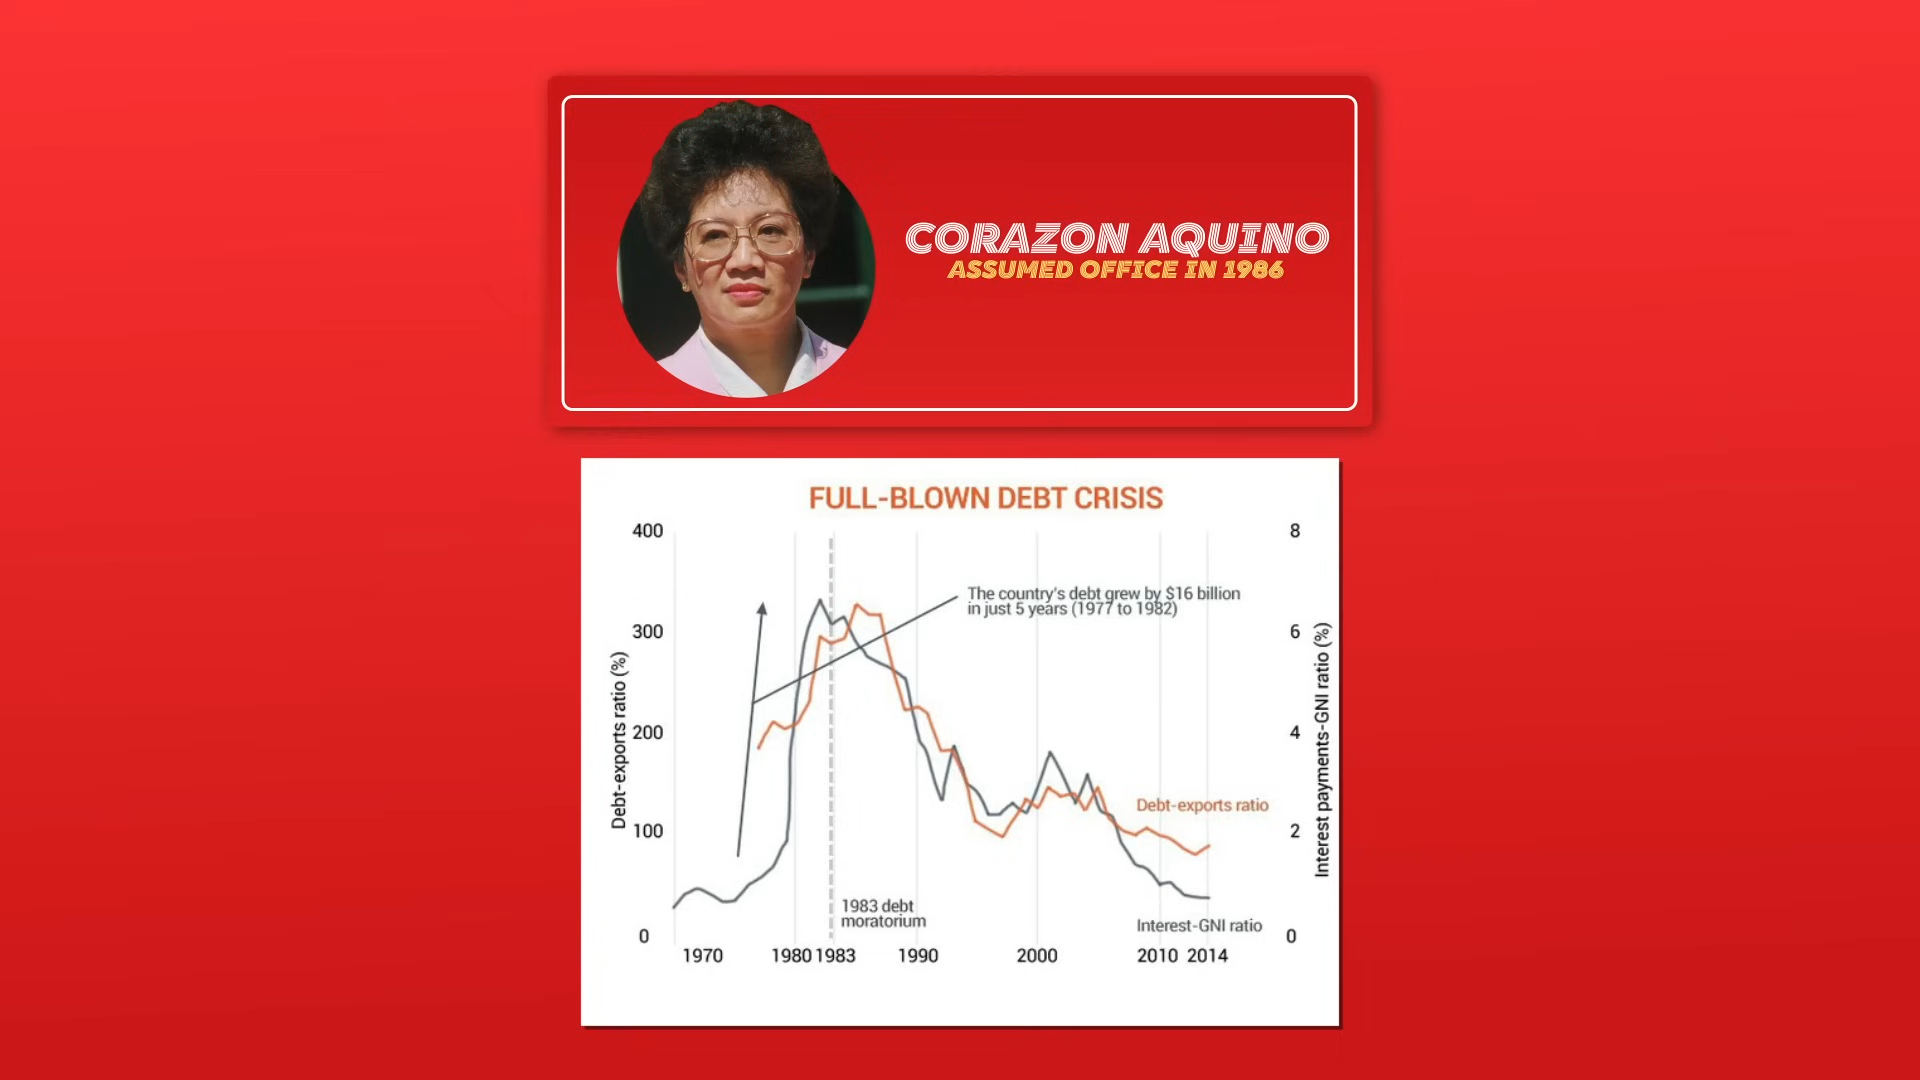 CORAZON AQUINO
ASSUMED OFFICE IN 1986
FULL-BLOWN DEBT CRISIS
400
300
200
100
0
Debt-exports ratio (%)
8
6
4
2
0
Interest payments-GNI ratio (%)
The country's debt grew by $16 billion
in just 5 years (1977 to 1982)
Debt-exports ratio
1983 debt
moratorium
Interest-GNI ratio
1970 1980 1983 1990 2000 2010 2014